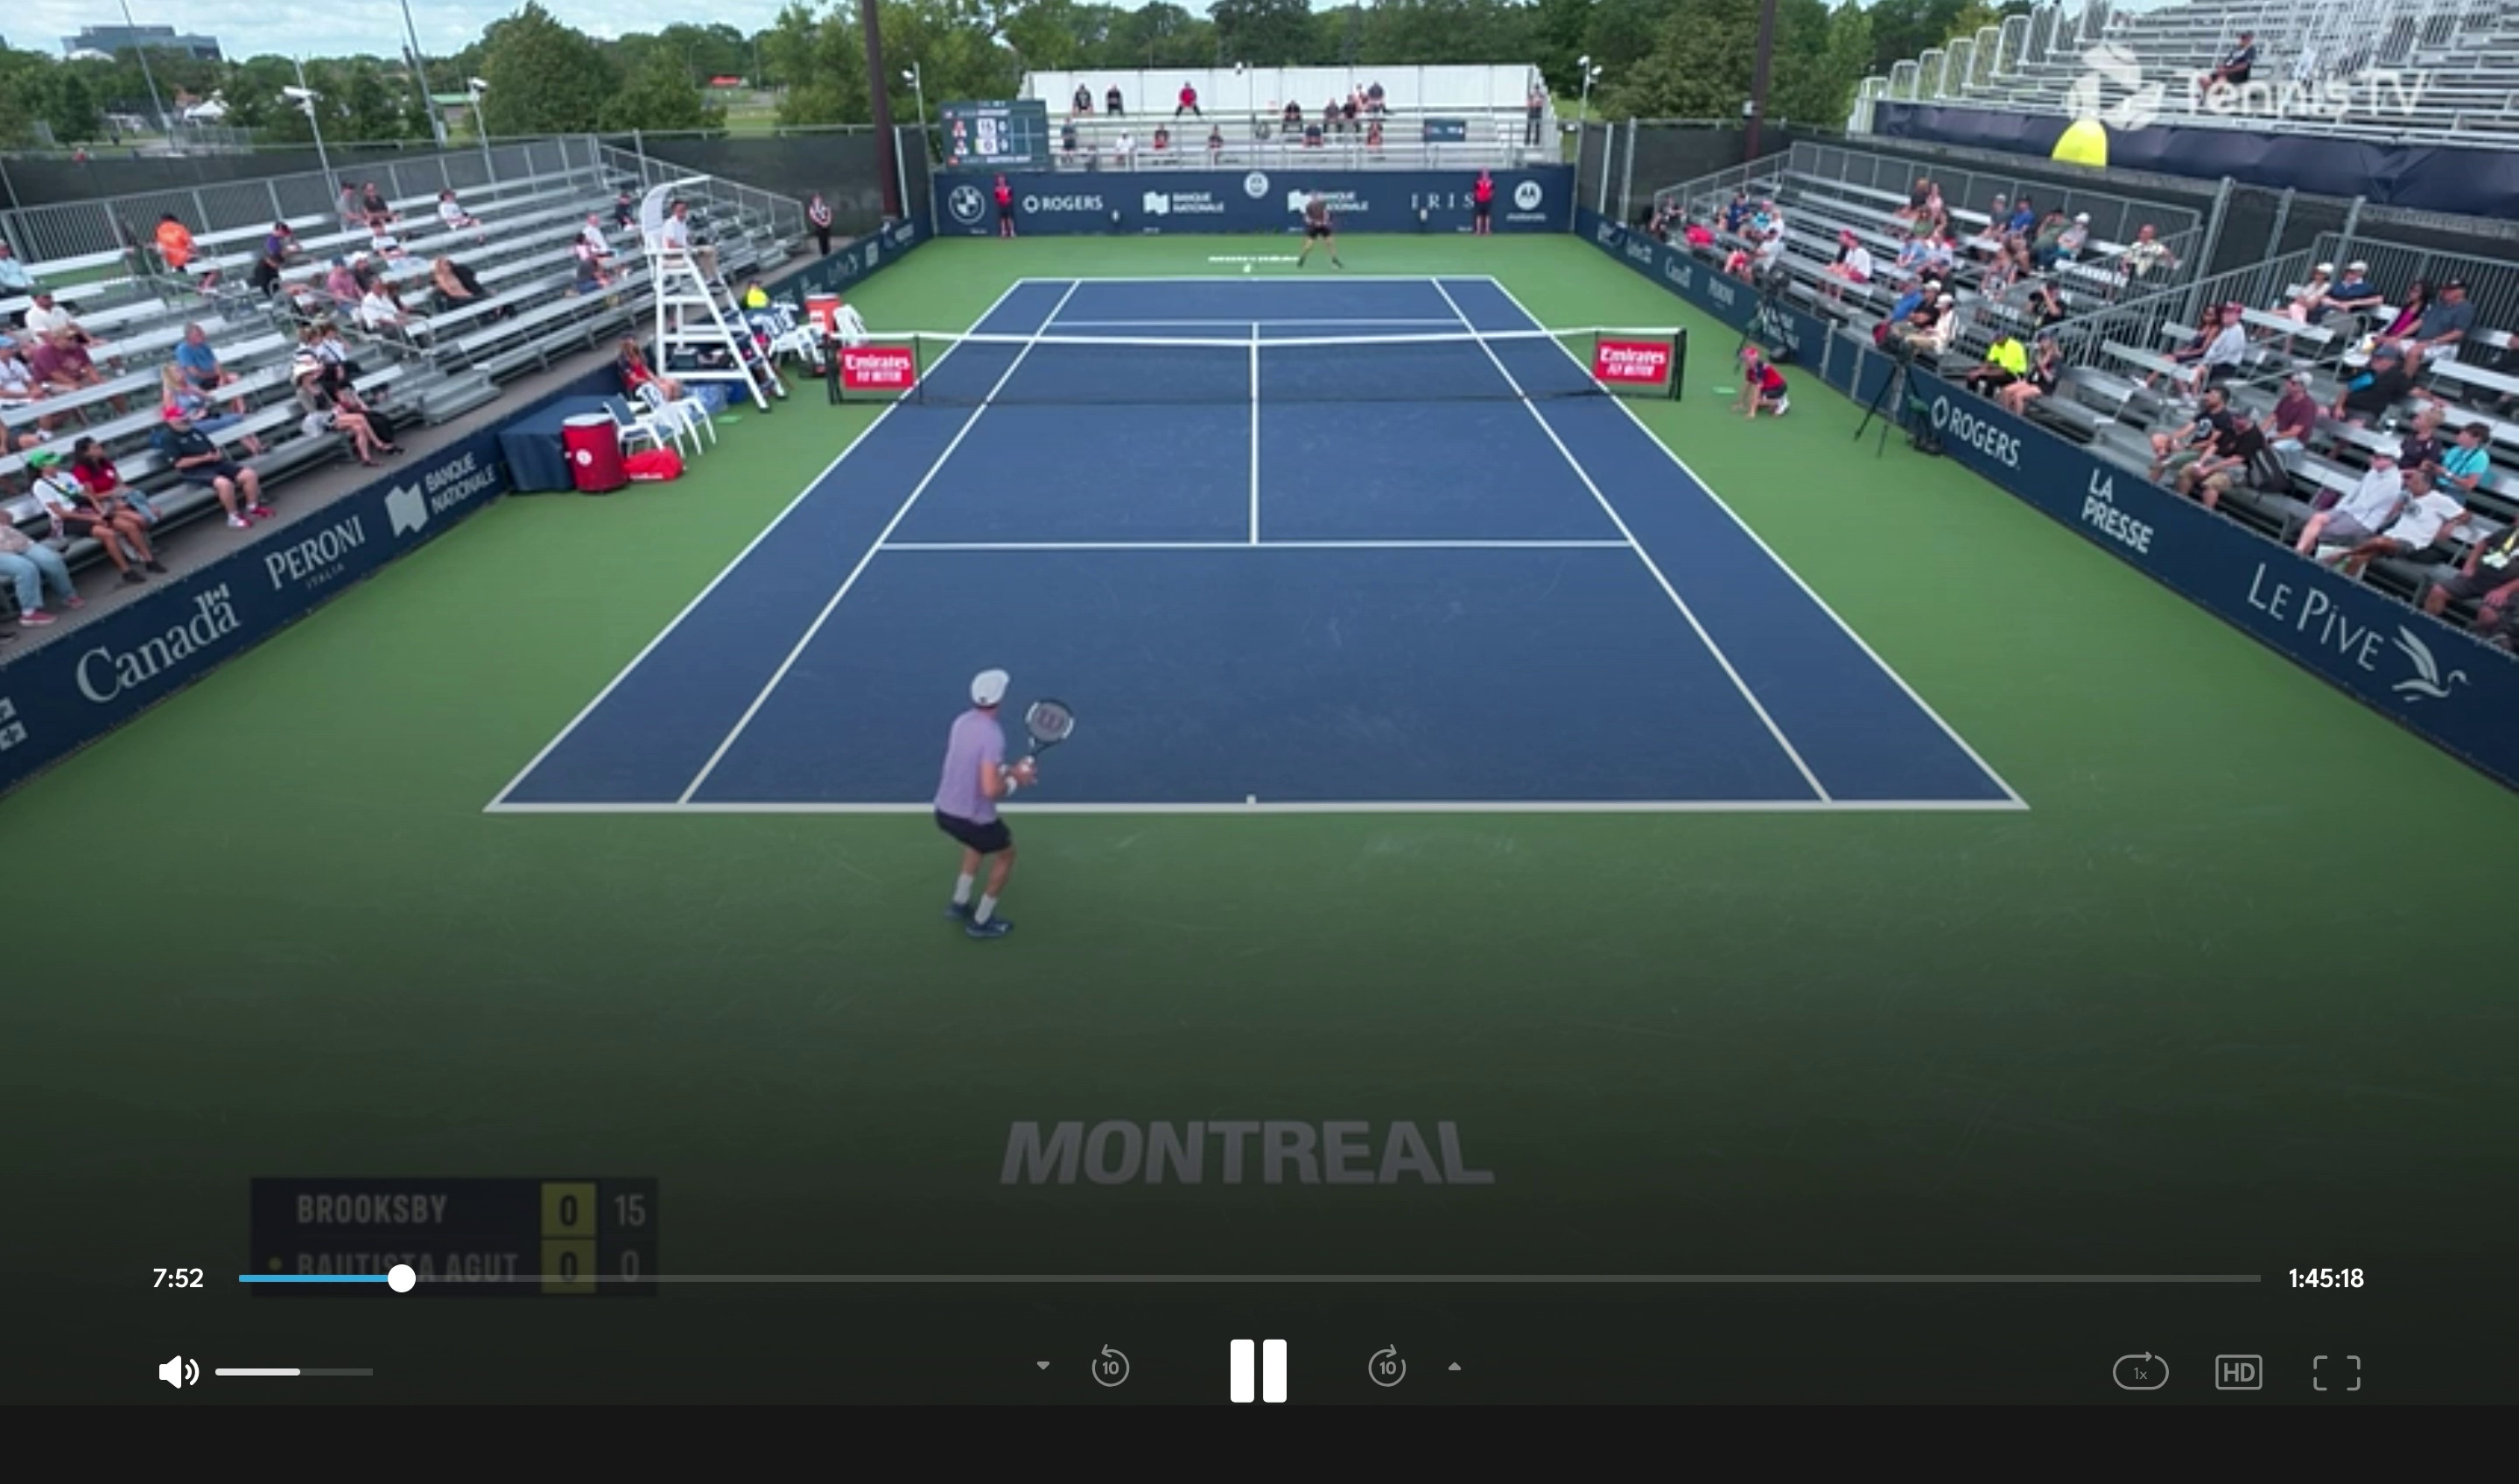 Tennis TV
ROGERS
BANQUE
NATIONALE
BANQUE
NATIONALE
IRIS
Canada
PERONI
Emirates
FLY BETTER
Emirates
FLY BETTER
ROGERS
LA
PRESSE
LE PIVE
BANQUE
NATIONALE
PERONI
ITALIA
Canada
MONTREAL
BROOKSBY 0 15
BAUTISTA AGUT 0 0
7:52
1:45:18
10
10
1x
HD